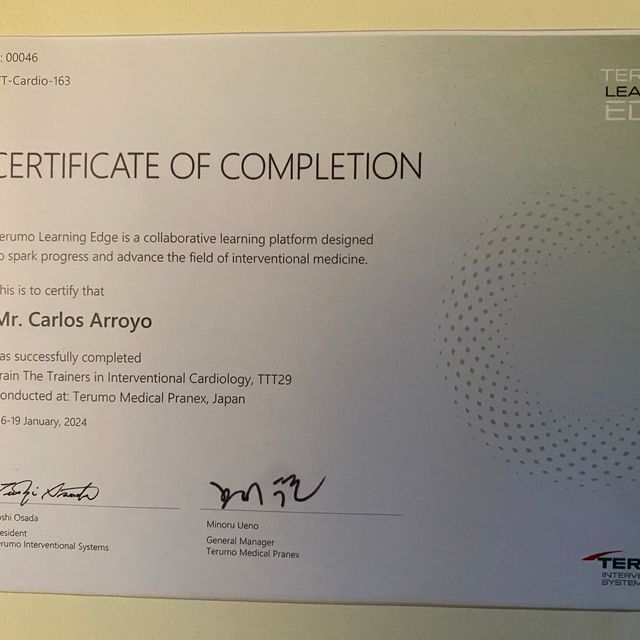 : 00046
T-Cardio-163
TER
LEA
ED
CERTIFICATE OF COMPLETION
erumo Learning Edge is a collaborative learning platform designed
o spark progress and advance the field of interventional medicine.
his is to certify that
Mr. Carlos Arroyo
as successfully completed
rain The Trainers in Interventional Cardiology, TTT29
onducted at: Terumo Medical Pranex, Japan
6-19 January, 2024
oshi Osada
esident
erumo Interventional Systems
Minoru Ueno
General Manager
Terumo Medical Pranex
TER
INTERV
SYSTEM